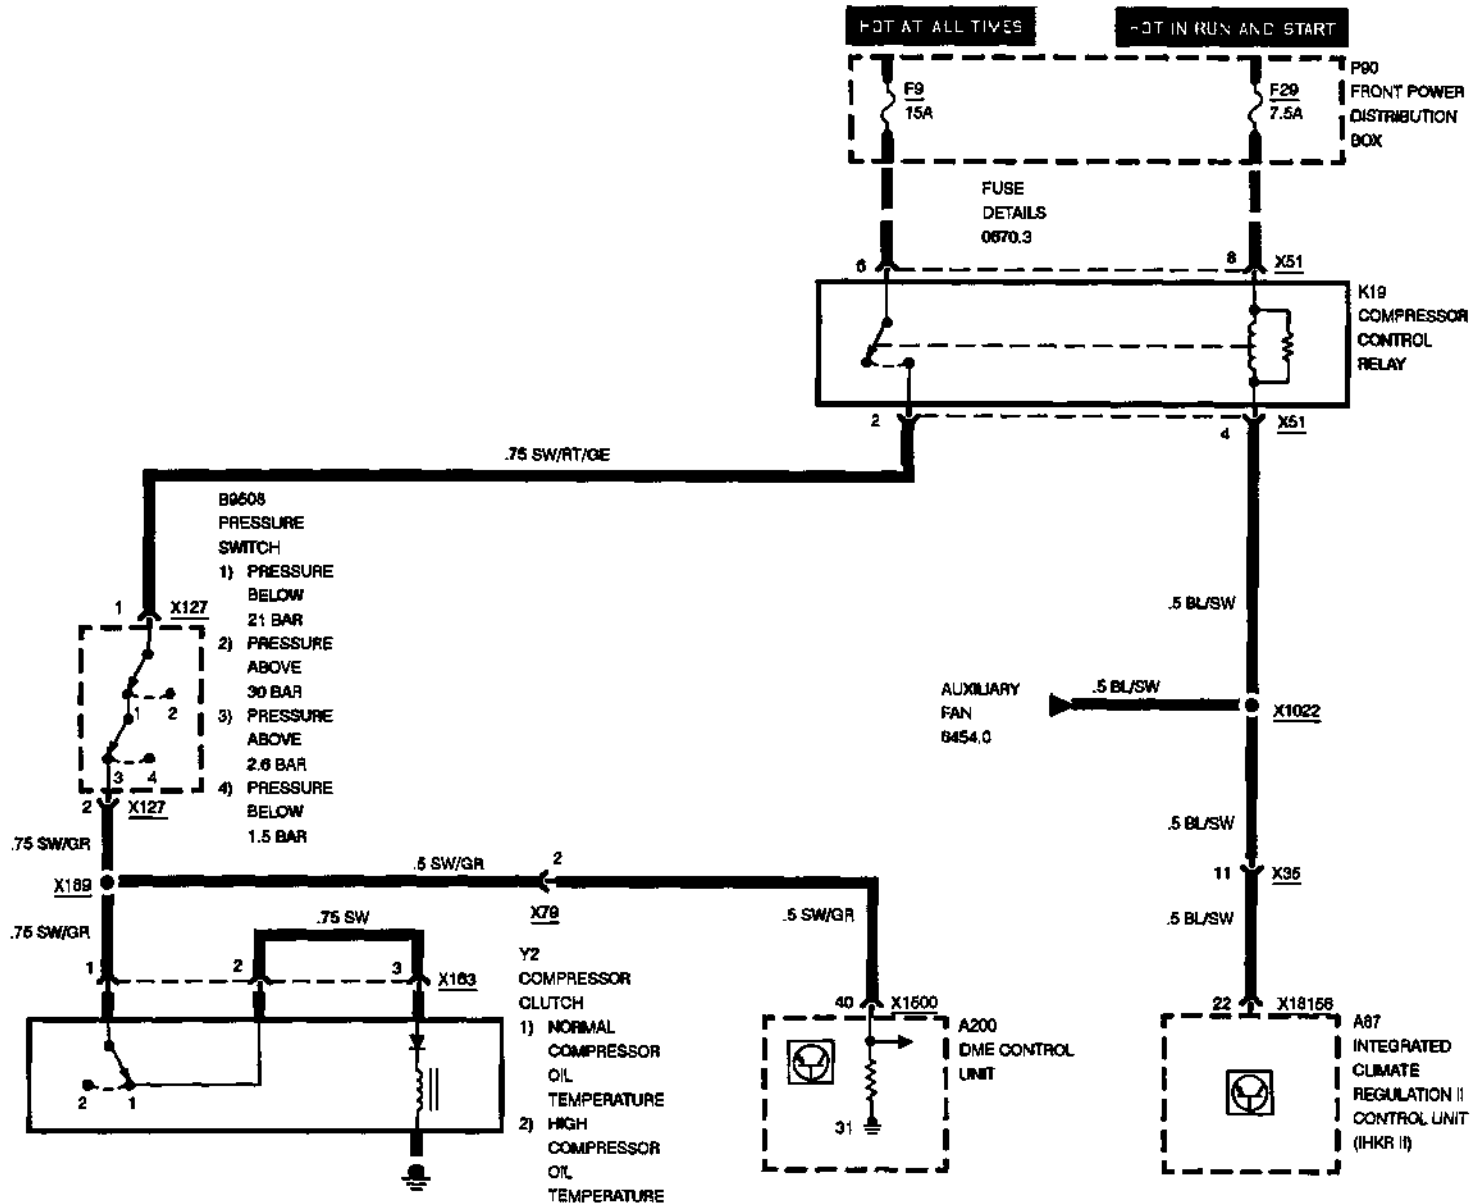 HOT AT ALL TIMES
HOT IN RUN AND START
F9
15A
F29
7.5A
P90
FRONT POWER
DISTRIBUTION
BOX
FUSE
DETAILS
0670.3
6
8
X51
K19
COMPRESSOR
CONTROL
RELAY
2
4
X51
.75 SW/RT/GE
B9508
PRESSURE
SWITCH
1) PRESSURE
BELOW
21 BAR
2) PRESSURE
ABOVE
30 BAR
3) PRESSURE
ABOVE
2.6 BAR
4) PRESSURE
BELOW
1.5 BAR
1
X127
1
2
3
4
2
X127
.5 BL/SW
AUXILIARY
FAN
6454.0
.5 BL/SW
X1022
.5 BL/SW
11
X35
.5 BL/SW
.75 SW/GR
X189
.5 SW/GR
2
X79
.5 SW/GR
.75 SW/GR
.75 SW
1
2
3
X163
2
1
Y2
COMPRESSOR
CLUTCH
1) NORMAL
COMPRESSOR
OIL
TEMPERATURE
2) HIGH
COMPRESSOR
OIL
TEMPERATURE
40
X1500
A200
DME CONTROL
UNIT
31
22
X18156
A87
INTEGRATED
CLIMATE
REGULATION II
CONTROL UNIT
(IHKR II)